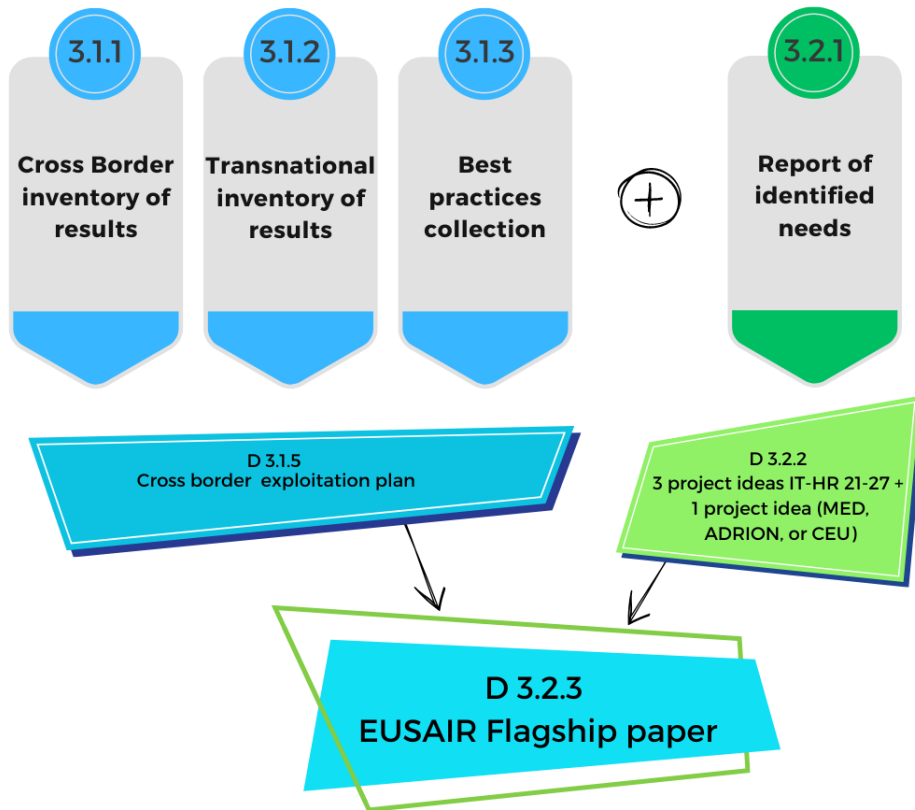 3.1.1
3.1.2
3.1.3
3.2.1
Cross Border
inventory of
results
Transnational
inventory of
results
Best
practices
collection
+
Report of
identified
needs
D 3.1.5
Cross border exploitation plan
D 3.2.2
3 project ideas IT-HR 21-27 +
1 project idea (MED,
ADRION, or CEU)
D 3.2.3
EUSAIR Flagship paper